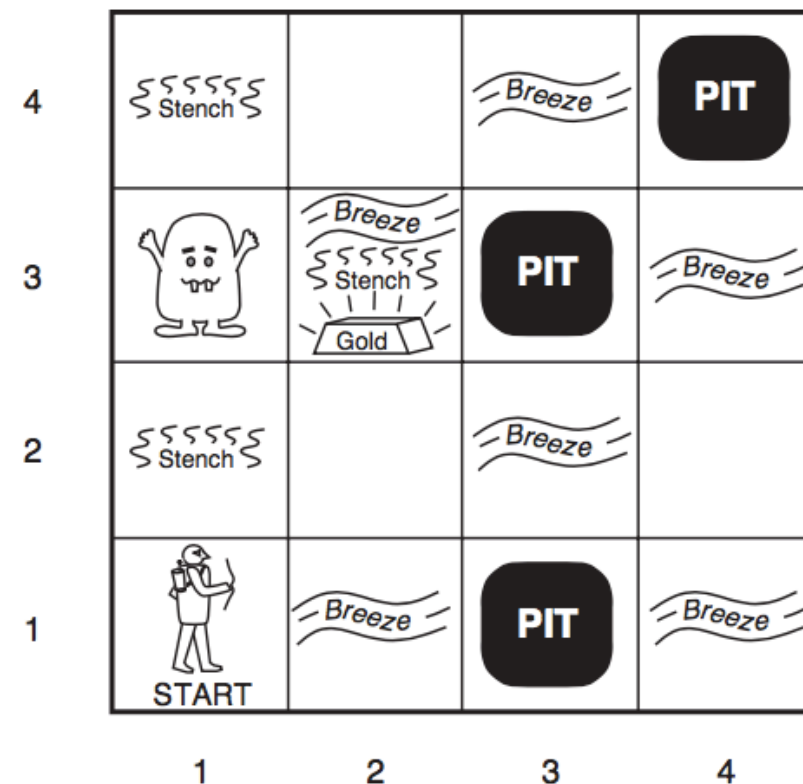 4
Stench
Breeze
PIT
3
Breeze
Stench
Gold
PIT
Breeze
2
Stench
Breeze
1
START
Breeze
PIT
Breeze
1 2 3 4